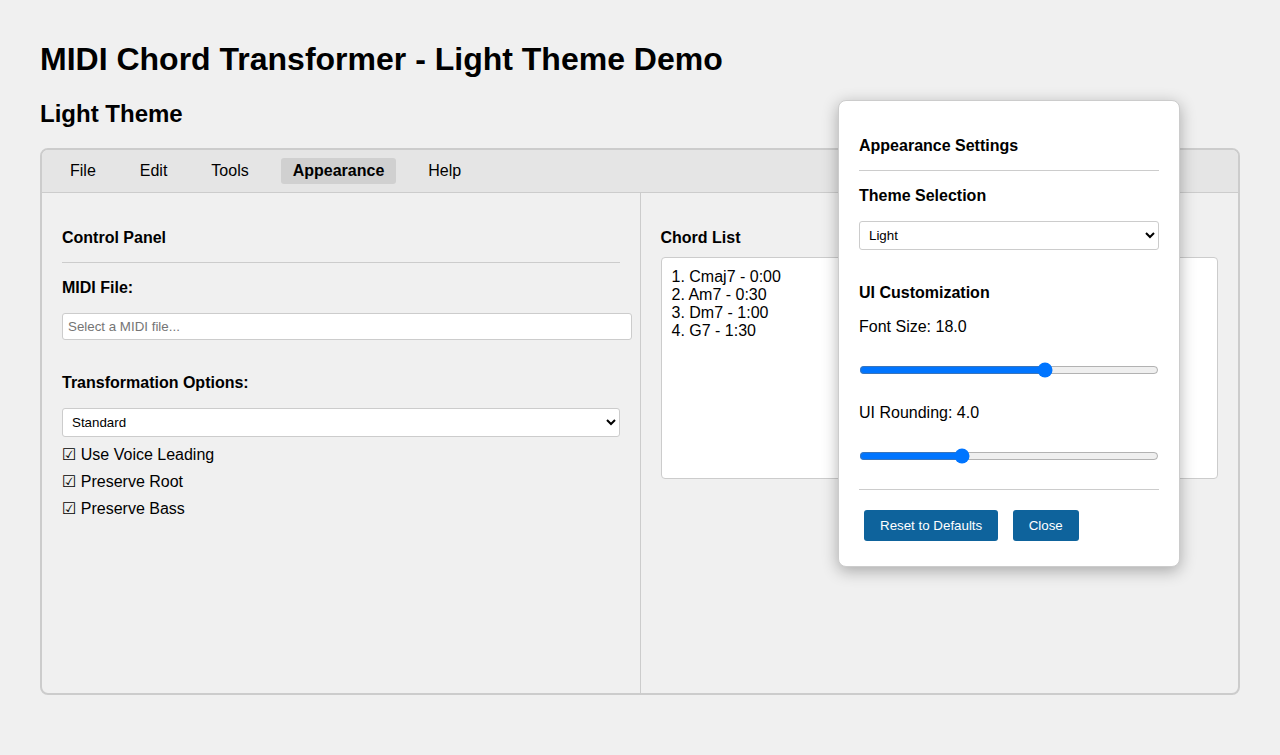 MIDI Chord Transformer - Light Theme Demo
Light Theme
File Edit Tools Appearance Help
Control Panel
MIDI File:
Select a MIDI file...
Transformation Options:
Standard
☑ Use Voice Leading
☑ Preserve Root
☑ Preserve Bass
Chord List
1. Cmaj7 - 0:00
2. Am7 - 0:30
3. Dm7 - 1:00
4. G7 - 1:30
Appearance Settings
Theme Selection
Light
UI Customization
Font Size: 18.0
UI Rounding: 4.0
Reset to Defaults Close